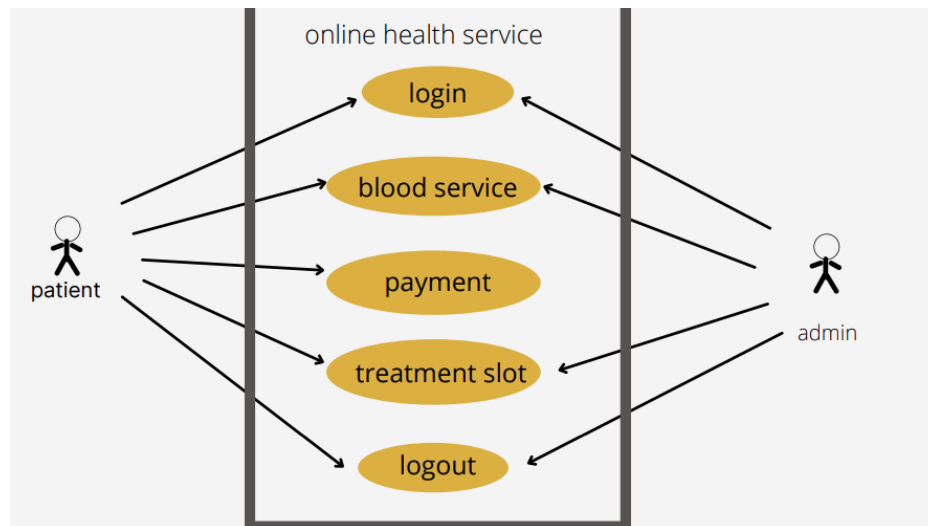 online health service
login
blood service
payment
patient
admin
treatment slot
logout